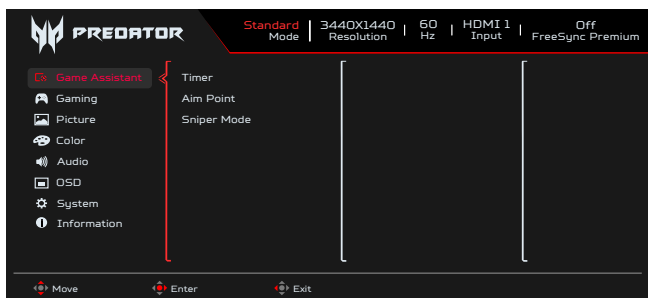 PREDATOR
Standard Mode
3440X1440 Resolution
60 Hz
HDMI 1 Input
Off FreeSync Premium
Game Assistant
Gaming
Picture
Color
Audio
OSD
System
Information
Timer
Aim Point
Sniper Mode
Move
Enter
Exit